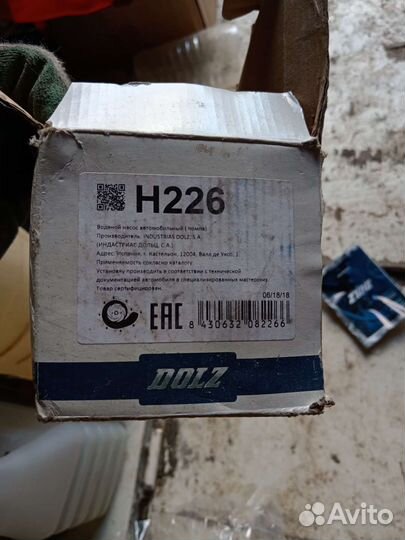 H226
Водяной насос автомобильный ( помпа)
Производитель: INDUSTRIAS DOLZ, S.A.
(ИНДАСТРИАС ДОЛЬЦ, С.А.)
Адрес: Испания, г. Кастельон, 12004, Валл де Уксо, 1
Применяемость согласно каталогу.
Установку производить в соответствии с технической
документацией автомобиля в специализированных мастерских.
Товар сертифицирован.
06/18/18
EAC
8 430632 082266
DOLZ
DOLZ
Avito